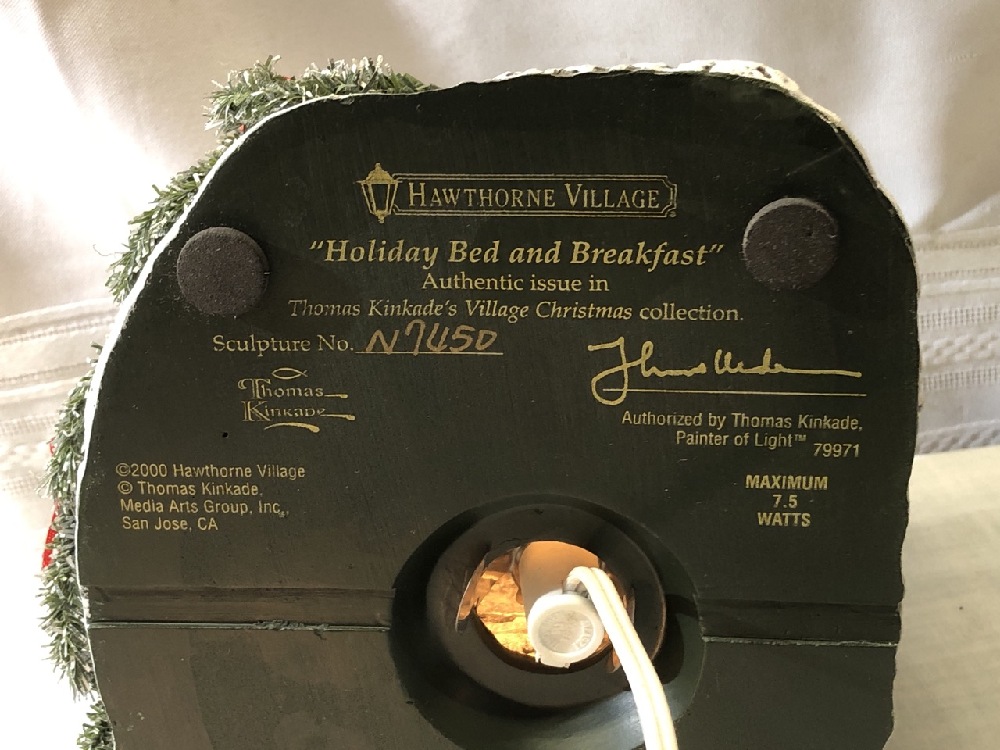 HAWTHORNE VILLAGE
"Holiday Bed and Breakfast"
Authentic issue in
Thomas Kinkade's Village Christmas collection.
Sculpture No. N7450
Thomas
Kinkade
Authorized by Thomas Kinkade,
Painter of Light™ 79971
©2000 Hawthorne Village
© Thomas Kinkade,
Media Arts Group, Inc.,
San Jose, CA
MAXIMUM
7.5
WATTS